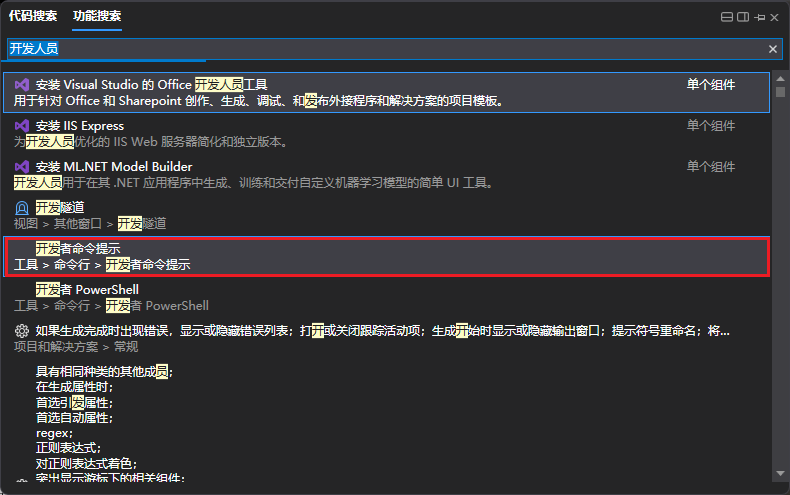 代码搜索 功能搜索
开发人员
安装 Visual Studio 的 Office 开发人员工具 单个组件
用于针对 Office 和 Sharepoint 创作、生成、调试、和发布外接程序和解决方案的项目模板。
安装 IIS Express 单个组件
为开发人员优化的 IIS Web 服务器简化和独立版本。
安装 ML.NET Model Builder 单个组件
开发人员用于在其 .NET 应用程序中生成、训练和交付自定义机器学习模型的简单 UI 工具。
开发隧道
视图 > 其他窗口 > 开发隧道
开发者命令提示
工具 > 命令行 > 开发者命令提示
开发者 PowerShell
工具 > 命令行 > 开发者 PowerShell
如果生成完成时出现错误，显示或隐藏错误列表；打开或关闭跟踪活动项；生成开始时显示或隐藏输出窗口；提示符号重命名；将...
项目和解决方案 > 常规
具有相同种类的其他成员；
在生成属性时；
首选引发属性；
首选自动属性；
regex；
正则表达式；
对正则表达式着色；
突出显示游标下的相关组件；